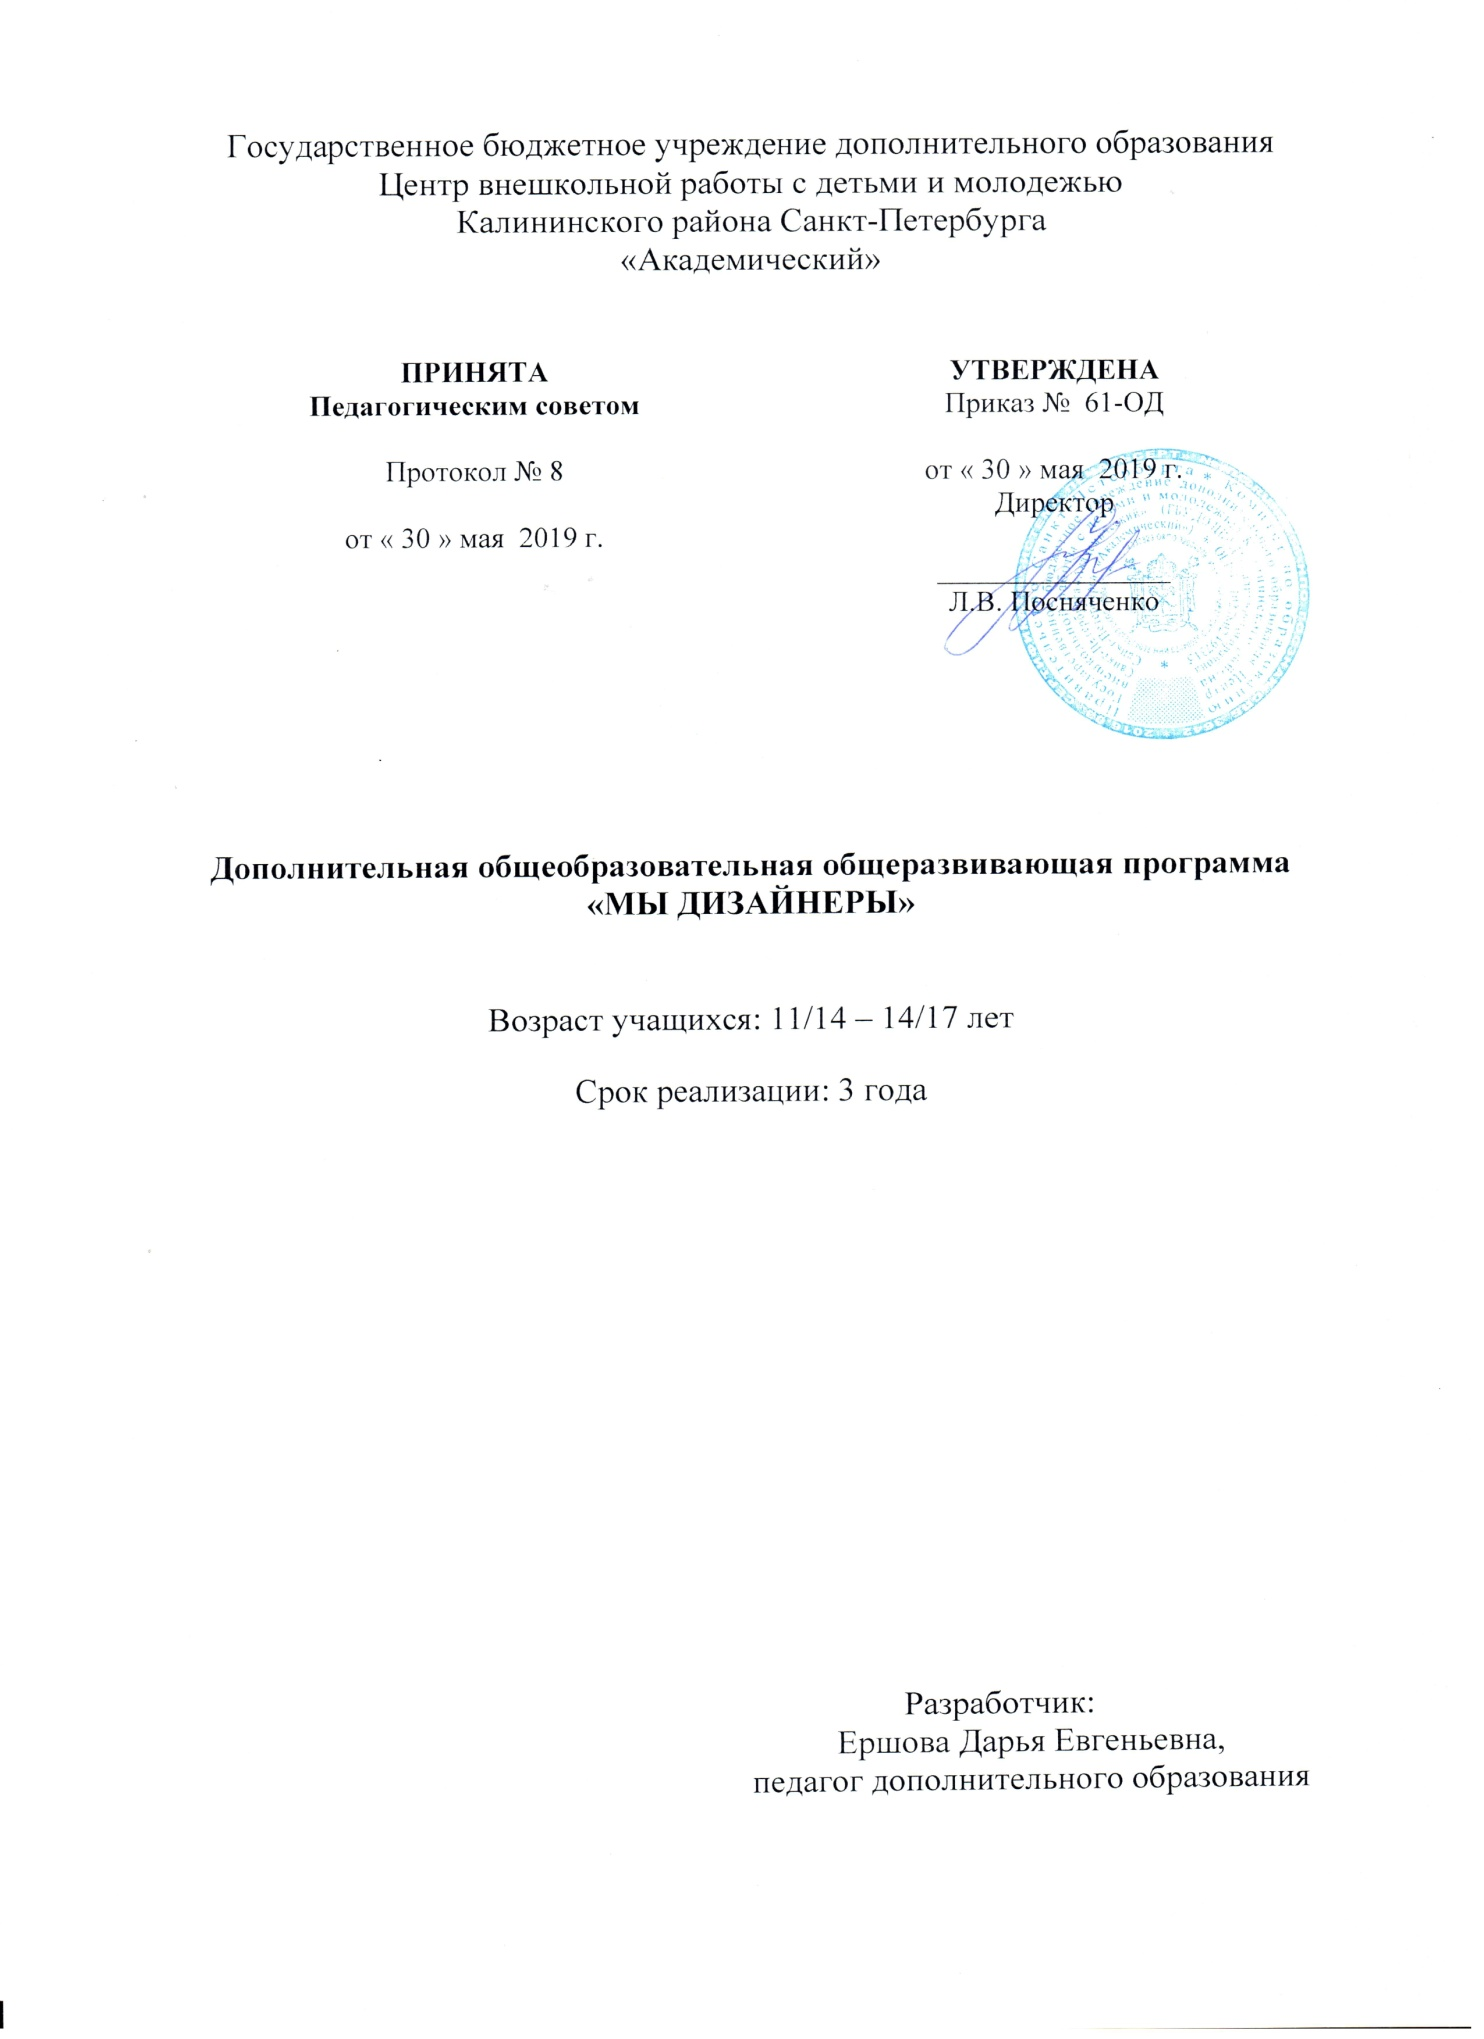 Государственное бюджетное учреждение дополнительного образования
Центр внешкольной работы с детьми и молодежью
Калининского района Санкт-Петербурга
«Академический»
ПРИНЯТА
Педагогическим советом
Протокол № 8
от « 30 » мая 2019 г.
УТВЕРЖДЕНА
Приказ № 61-ОД
от « 30 » мая 2019 г.
Директор
Л.В. Посняченко
Дополнительная общеобразовательная общеразвивающая программа
«МЫ ДИЗАЙНЕРЫ»
Возраст учащихся: 11/14 – 14/17 лет
Срок реализации: 3 года
Разработчик:
Ершова Дарья Евгеньевна,
педагог дополнительного образования